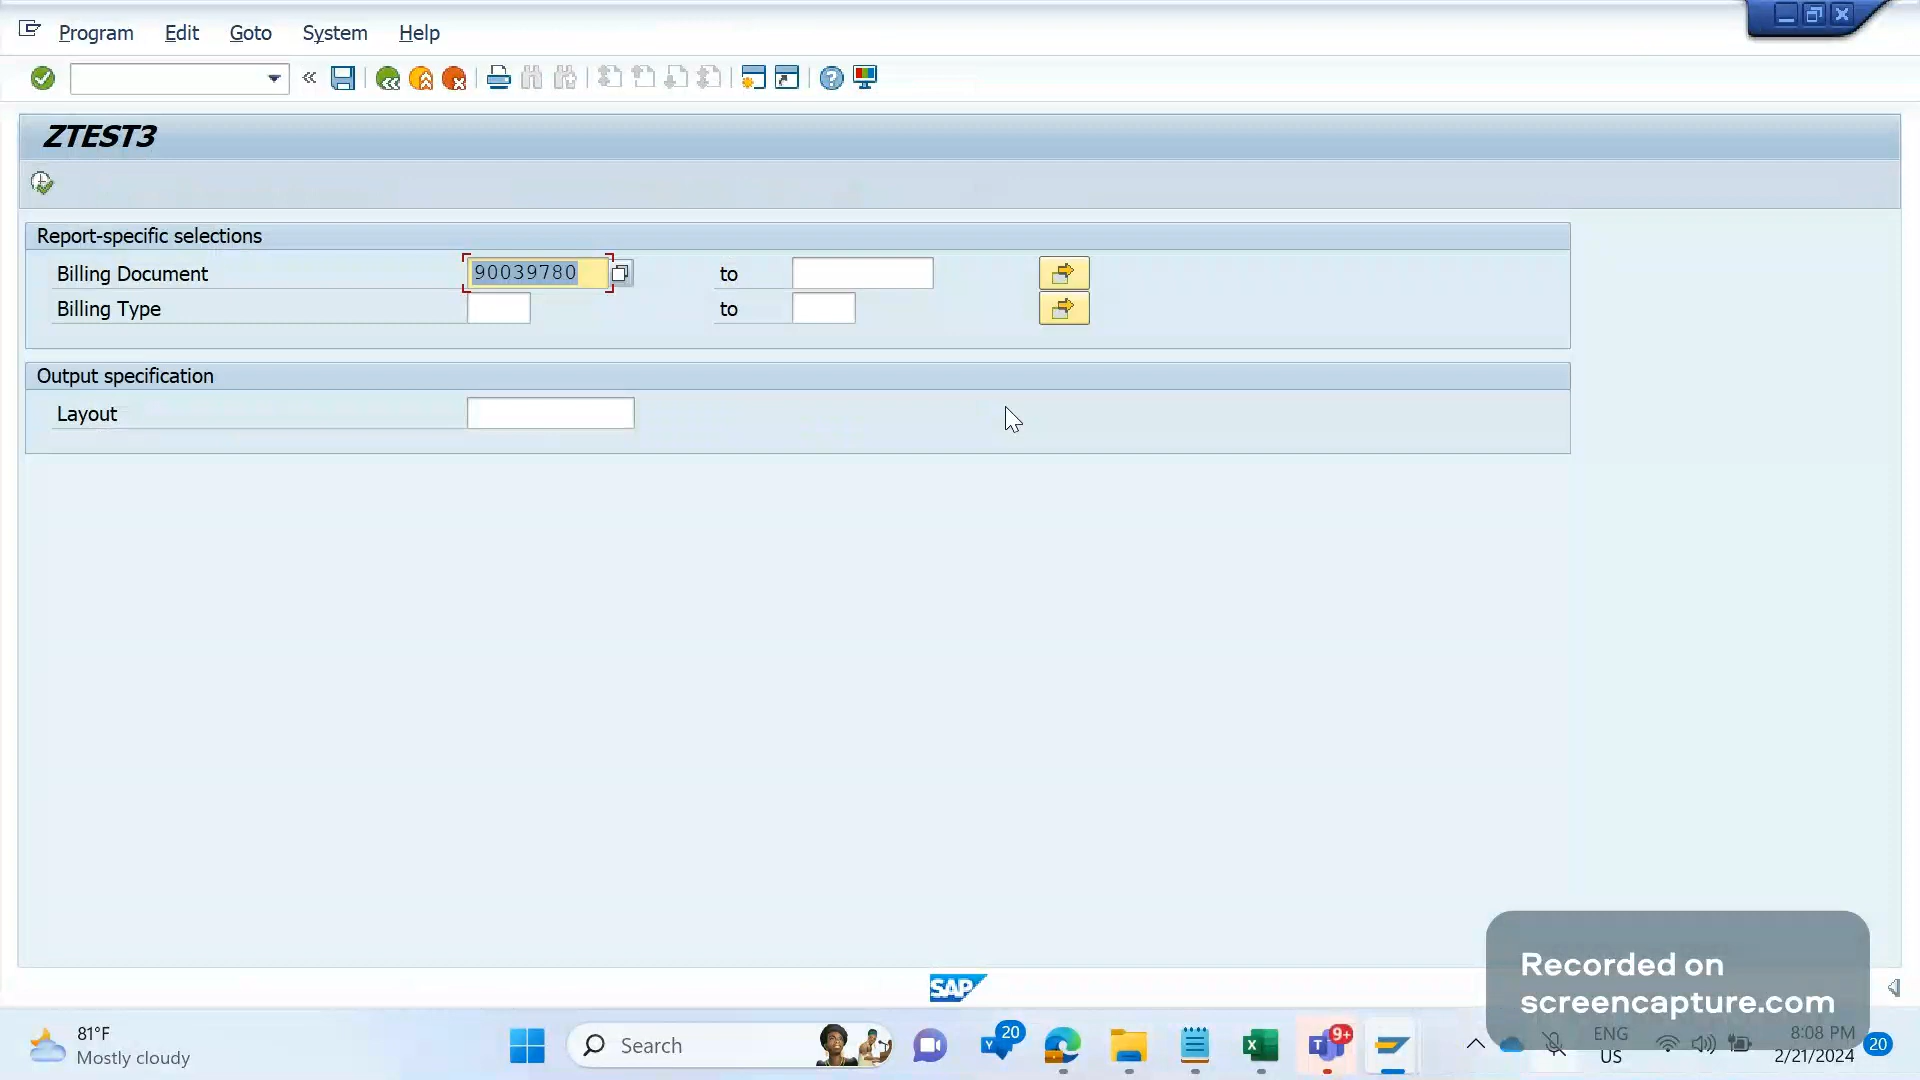 Program Edit Goto System Help
ZTEST3
Report-specific selections
Billing Document 90039780 to
Billing Type to
Output specification
Layout
SAP
Recorded on
screencapture.com
81°F
Mostly cloudy
Search
20
9+
ENG
US
8:08 PM
2/21/2024
20